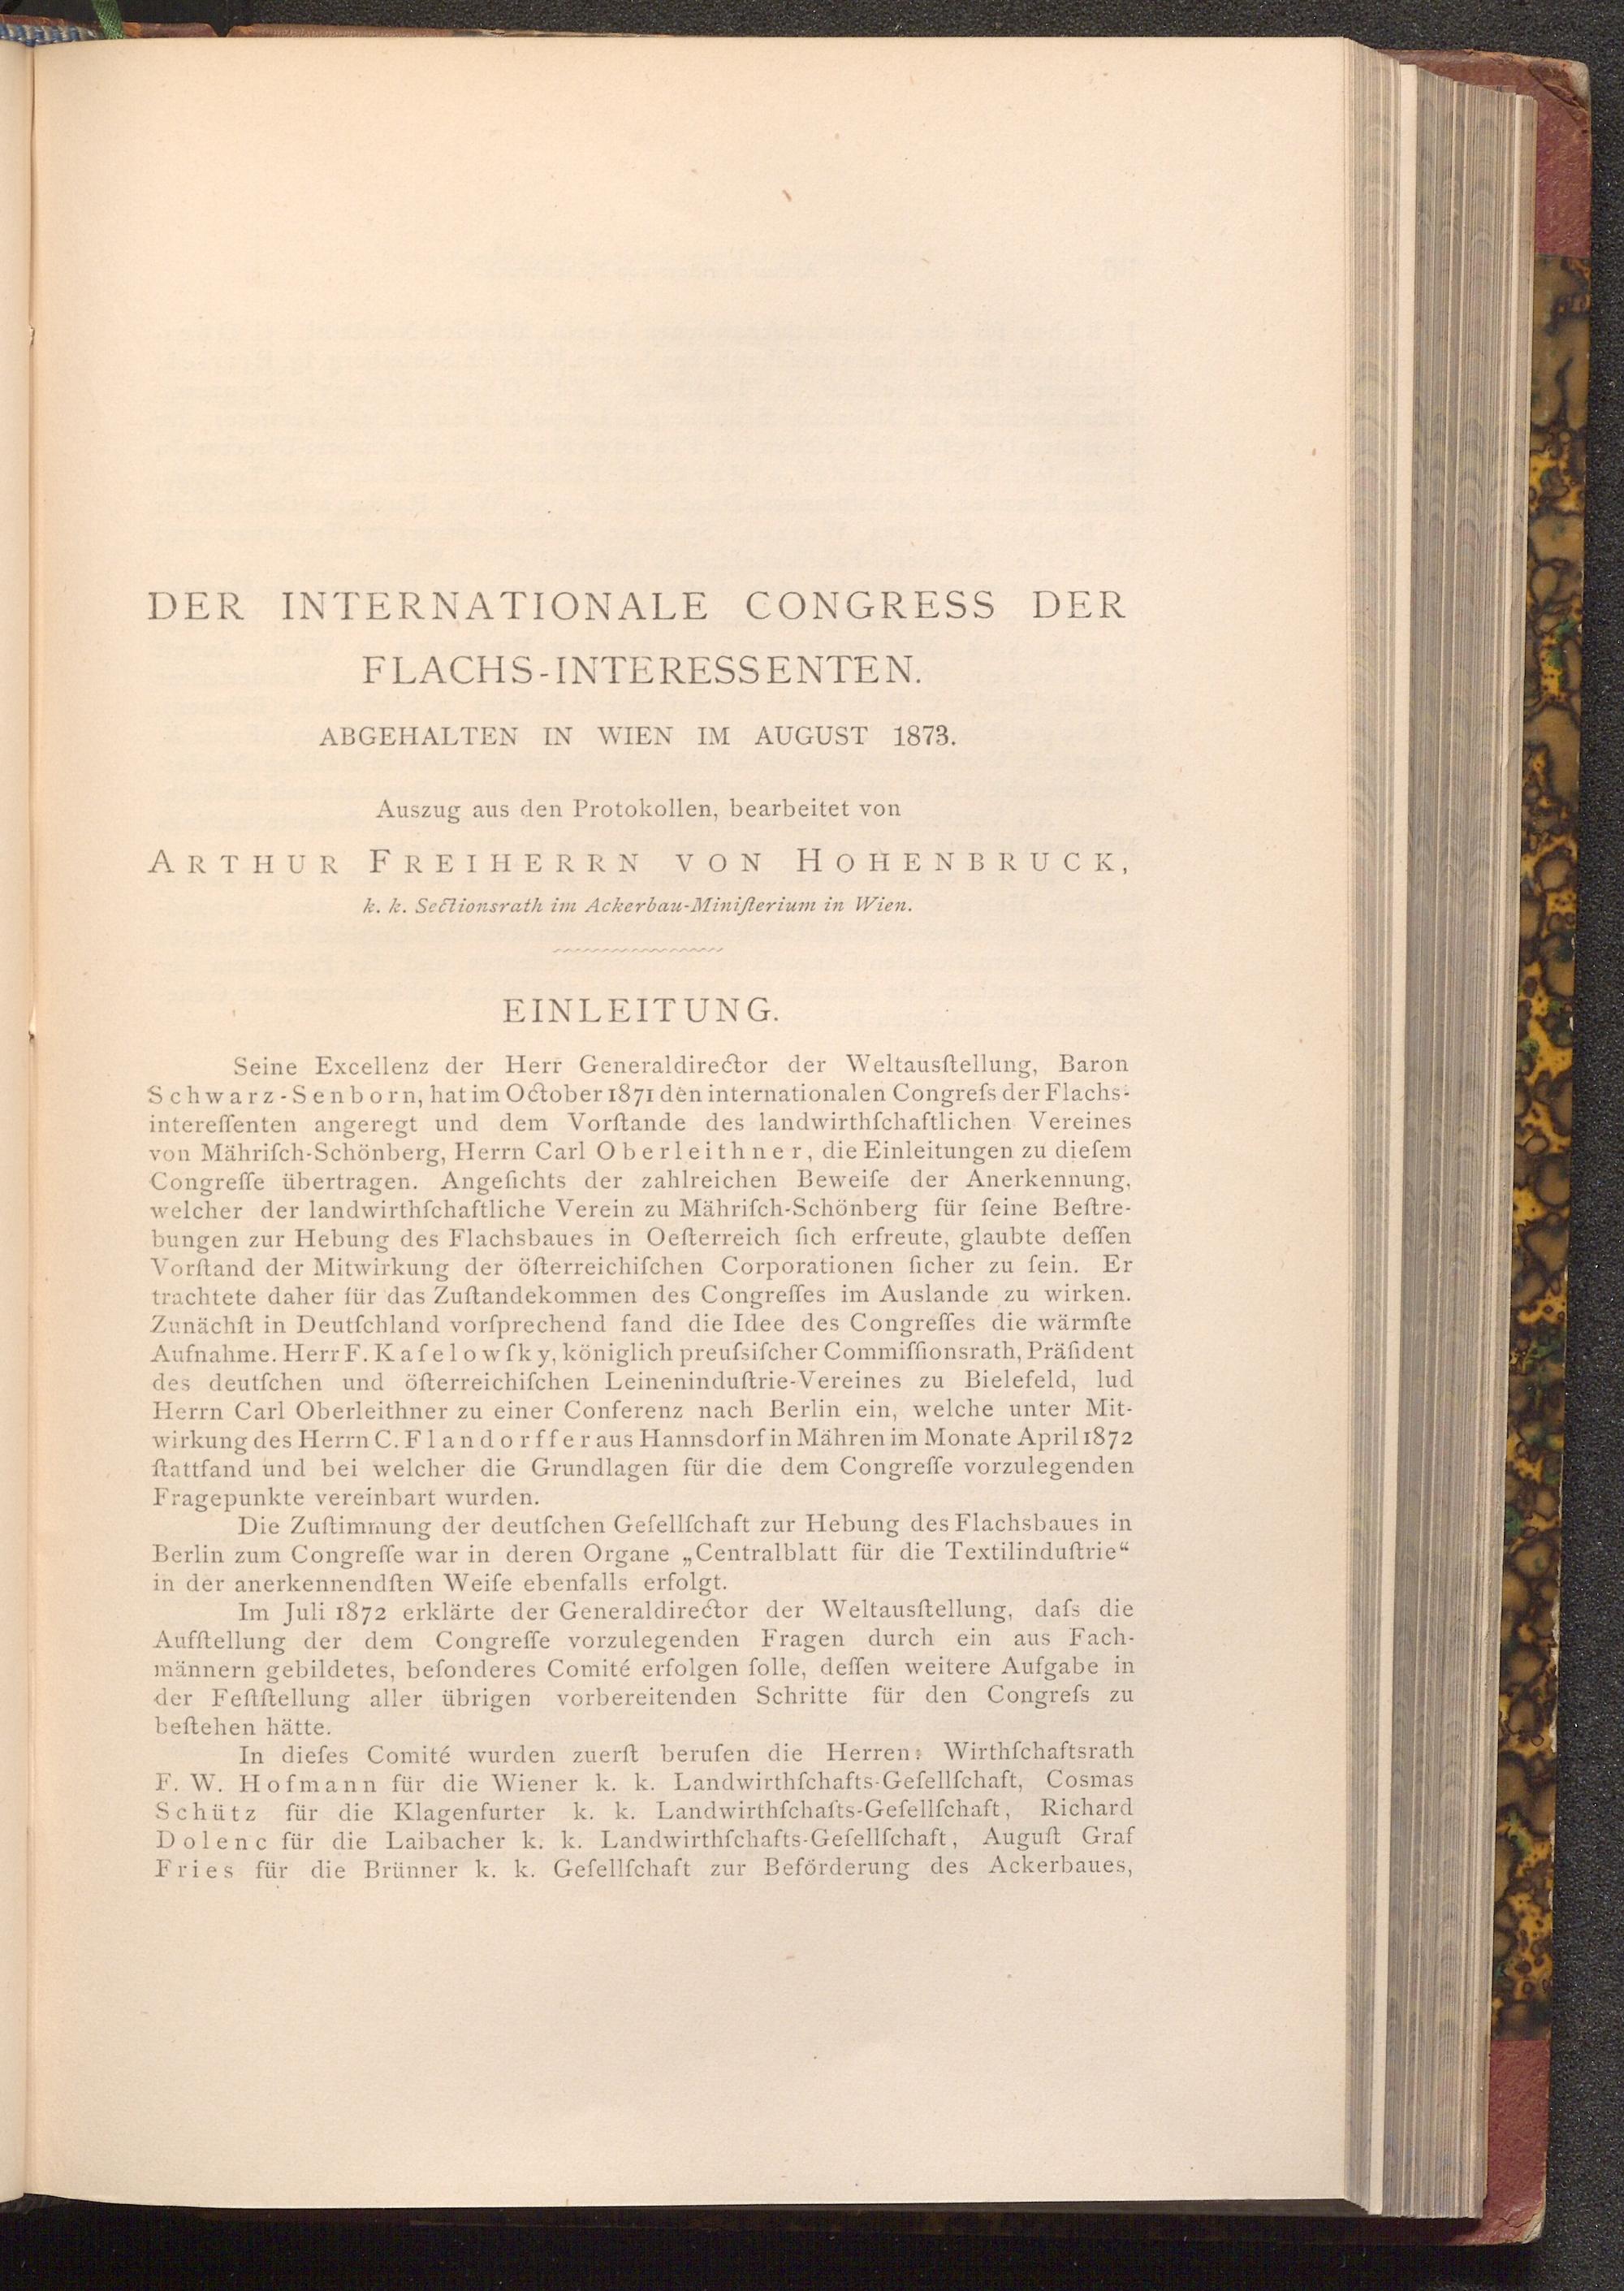 DER INTERNATIONALE CONGRESS DER
FLACHS-INTERESSENTEN.
ABGEHALTEN IN WIEN IM AUGUST 1873.
Auszug aus den Protokollen, bearbeitet von
ARTHUR FREIHERRN VON HOHENBRUCK,
k. k. Sectionsrath im Ackerbau-Miniſterium in Wien.
EINLEITUNG.
Seine Excellenz der Herr Generaldirector der Weltausſtellung, Baron
Schwarz-Senborn, hat im October 1871 den internationalen Congreſs der Flachs-
intereſſenten angeregt und dem Vorſtande des landwirthſchaftlichen Vereines
von Mähriſch-Schönberg, Herrn Carl Oberleithner, die Einleitungen zu dieſem
Congreſſe übertragen. Angeſichts der zahlreichen Beweiſe der Anerkennung,
welcher der landwirthſchaftliche Verein zu Mähriſch-Schönberg für ſeine Beſtre-
bungen zur Hebung des Flachsbaues in Oeſterreich ſich erfreute, glaubte deſſen
Vorſtand der Mitwirkung der öſterreichiſchen Corporationen ſicher zu ſein. Er
trachtete daher für das Zuſtandekommen des Congreſſes im Auslande zu wirken.
Zunächſt in Deutſchland vorſprechend fand die Idee des Congreſſes die wärmſte
Aufnahme. Herr F. Kaſelowſky, königlich preuſsiſcher Commiſſionsrath, Präſident
des deutſchen und öſterreichiſchen Leineninduſtrie-Vereines zu Bielefeld, lud
Herrn Carl Oberleithner zu einer Conferenz nach Berlin ein, welche unter Mit-
wirkung des Herrn C. Flandorffer aus Hannsdorf in Mähren im Monate April 1872
ſtattfand und bei welcher die Grundlagen für die dem Congreſſe vorzulegenden
Fragepunkte vereinbart wurden.
Die Zuſtimmung der deutſchen Geſellſchaft zur Hebung des Flachsbaues in
Berlin zum Congreſſe war in deren Organe „Centralblatt für die Textilinduſtrie“
in der anerkennendſten Weiſe ebenfalls erfolgt.
Im Juli 1872 erklärte der Generaldirector der Weltausſtellung, daſs die
Aufſtellung der dem Congreſſe vorzulegenden Fragen durch ein aus Fach-
männern gebildetes, beſonderes Comité erfolgen ſolle, deſſen weitere Aufgabe in
der Feſtſtellung aller übrigen vorbereitenden Schritte für den Congreſs zu
beſtehen hätte.
In dieſes Comité wurden zuerſt berufen die Herren: Wirthſchaftsrath
F. W. Hofmann für die Wiener k. k. Landwirthſchafts-Geſellſchaft, Cosmas
Schütz für die Klagenfurter k. k. Landwirthſchafts-Geſellſchaft, Richard
Dolenc für die Laibacher k. k. Landwirthſchafts-Geſellſchaft, Auguſt Graf
Fries für die Brünner k. k. Geſellſchaft zur Beförderung des Ackerbaues,